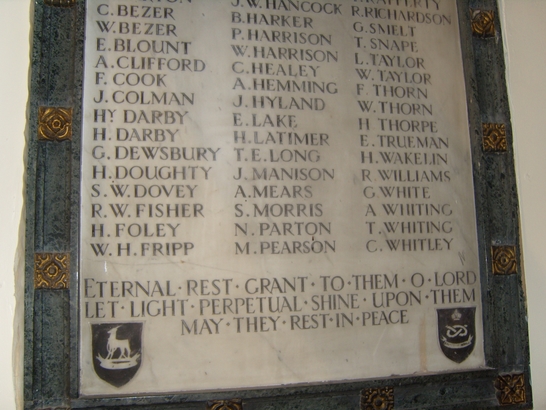 J.W.HANCOCK
C.BEZER B.HARKER R.RICHARDSON
W.BEZER P.HARRISON G.SMELT
E.BLOUNT W.HARRISON T.SNAPE
A.CLIFFORD C.HEALEY L.TAYLOR
F.COOK A.HEMMING W.TAYLOR
J.COLMAN J.HYLAND F.THORN
HY DARBY E.LAKE W.THORN
H.DARBY H.LATIMER H THORPE
G.DEWSBURY T.E.LONG E.TRUEMAN
H.DOUGHTY J.MANISON H.WAKELIN
S.W.DOVEY A.MEARS R.WILLIAMS
R.W.FISHER S.MORRIS G WHITE
H.FOLEY N.PARTON A WHITING
W.H.FRIPP M.PEARSON T.WHITING
C.WHITLEY
ETERNAL·REST·GRANT·TO·THEM·O·LORD
LET·LIGHT·PERPETUAL·SHINE·UPON·THEM
MAY·THEY·REST·IN·PEACE